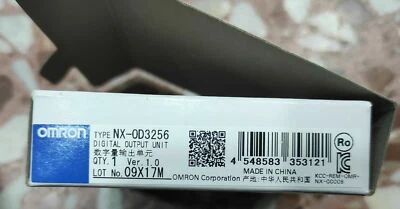 OMRON
TYPE NX-OD3256
DIGITAL OUTPUT UNIT
数字量输出单元
QTY. 1 Ver.1.0
LOT No. 09X17M
OMRON Corporation
4 548583 353121
MADE IN CHINA
产地:中华人民共和国
Ro
KCC-REM-OMR-
NX-OD006